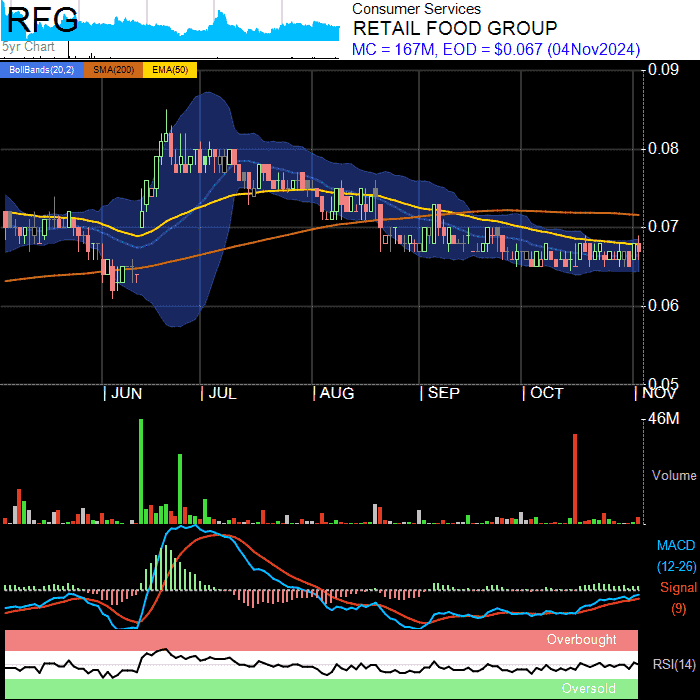 RFG
5yr Chart
Consumer Services
RETAIL FOOD GROUP
MC = 167M, EOD = $0.067 (04Nov2024)
BollBands(20,2) SMA(200) EMA(50)
0.09
0.08
0.07
0.06
0.05
JUN JUL AUG SEP OCT NOV
46M
Volume
MACD
(12-26)
Signal
(9)
Overbought
RSI(14)
Oversold